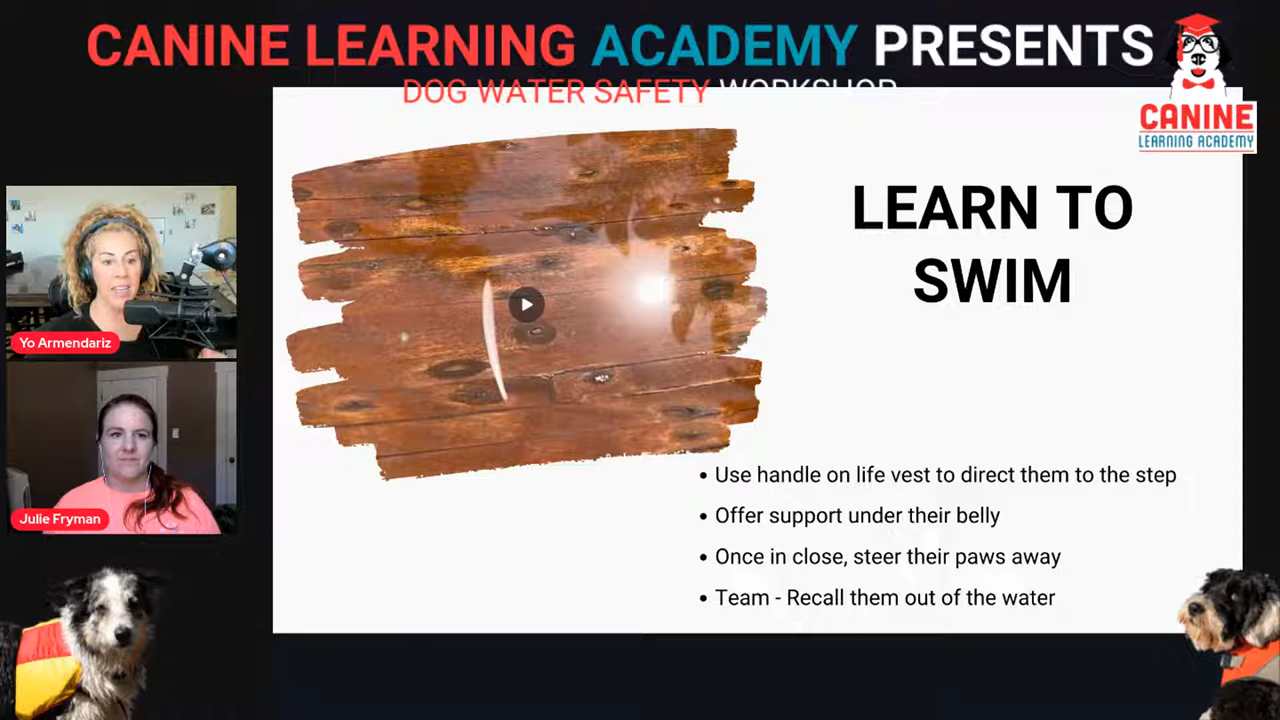 CANINE LEARNING ACADEMY PRESENTS
DOG WATER SAFETY WORKSHOP
CANINE
LEARNING ACADEMY
LEARN TO
SWIM
Yo Armendariz
Julie Fryman
• Use handle on life vest to direct them to the step
• Offer support under their belly
• Once in close, steer their paws away
• Team - Recall them out of the water